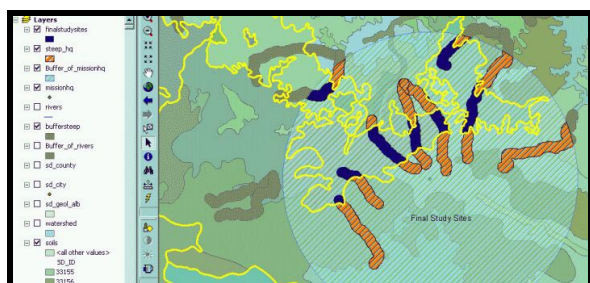 Layers
finalstudysites
steep_hq
Buffer_of_missionhq
missionhq
rivers
buffersteep
Buffer_of_rivers
sd_county
sd_city
sd_geol_alb
watershed
soils
<all other values>
SD_ID
33155
33156
Final Study Sites